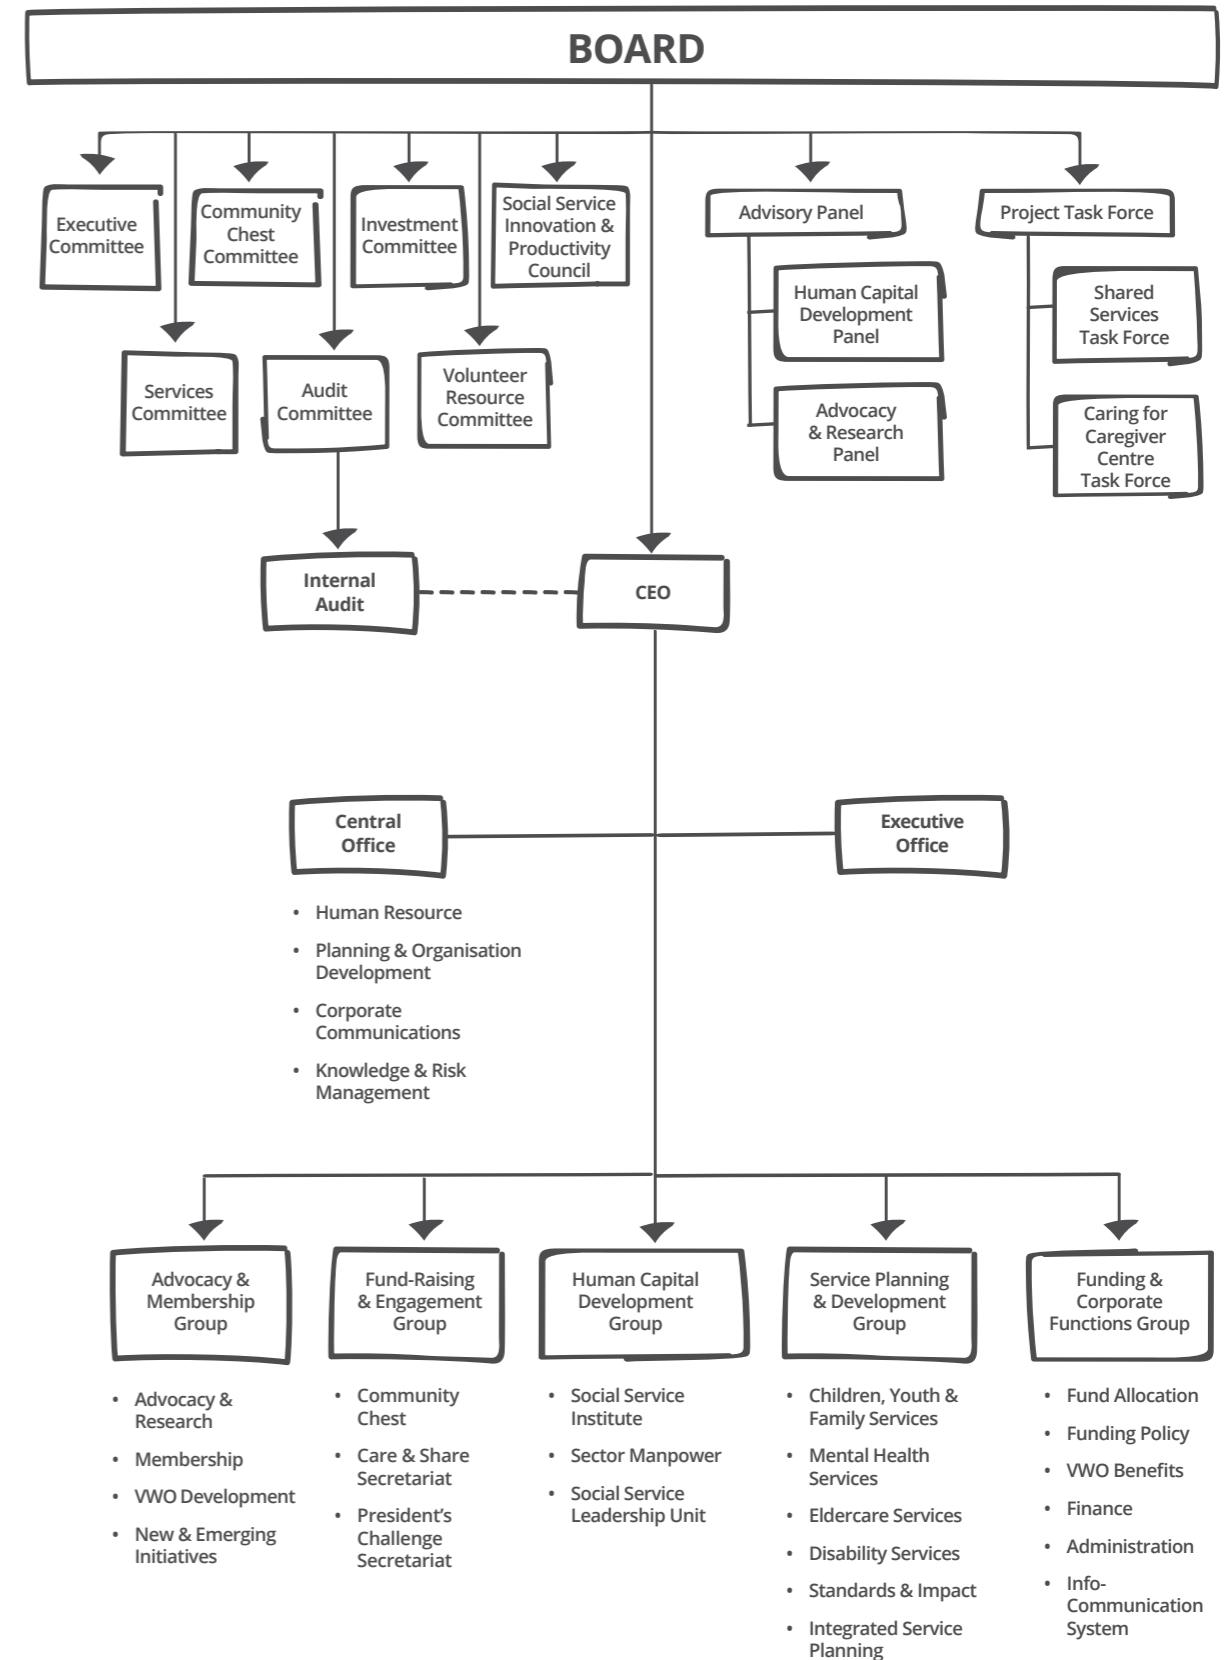 BOARD
Executive
Committee
Community
Chest
Committee
Investment
Committee
Social Service
Innovation &
Productivity
Council
Advisory Panel
Project Task Force
Human Capital
Development
Panel
Shared
Services
Task Force
Services
Committee
Audit
Committee
Volunteer
Resource
Committee
Advocacy
& Research
Panel
Caring for
Caregiver
Centre
Task Force
Internal
Audit
CEO
Central
Office
Executive
Office
• Human Resource
• Planning & Organisation
Development
• Corporate
Communications
• Knowledge & Risk
Management
Advocacy &
Membership
Group
• Advocacy &
Research
• Membership
• VWO Development
• New & Emerging
Initiatives
Fund-Raising
& Engagement
Group
• Community
Chest
• Care & Share
Secretariat
• President’s
Challenge
Secretariat
Human Capital
Development
Group
• Social Service
Institute
• Sector Manpower
• Social Service
Leadership Unit
Service Planning
& Development
Group
• Children, Youth &
Family Services
• Mental Health
Services
• Eldercare Services
• Disability Services
• Standards & Impact
• Integrated Service
Planning
Funding &
Corporate
Functions Group
• Fund Allocation
• Funding Policy
• VWO Benefits
• Finance
• Administration
• Info-
Communication
System